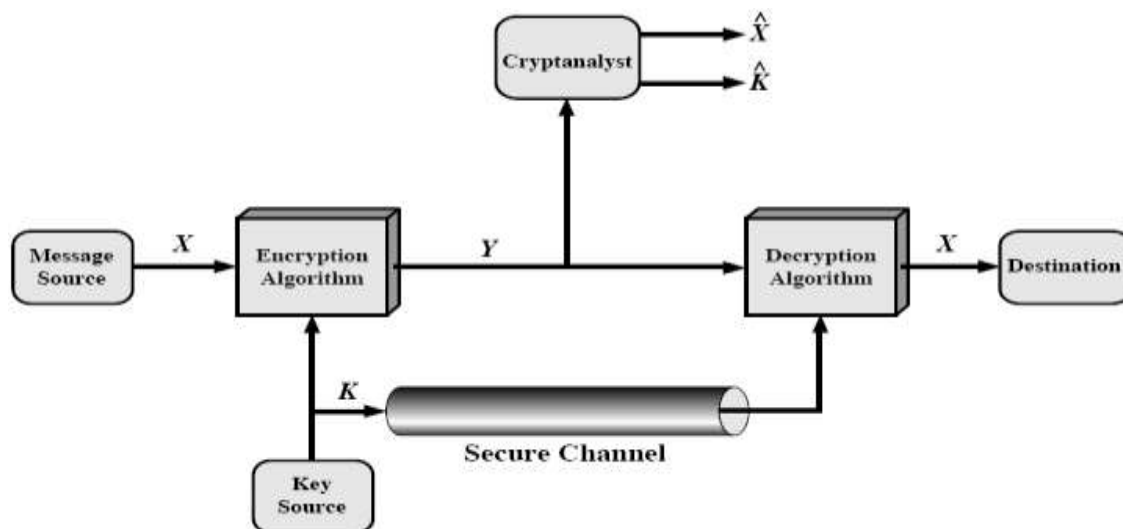 Cryptanalyst
X̂
K̂
Message
Source
X
Encryption
Algorithm
Y
Decryption
Algorithm
X
Destination
K
Secure Channel
Key
Source